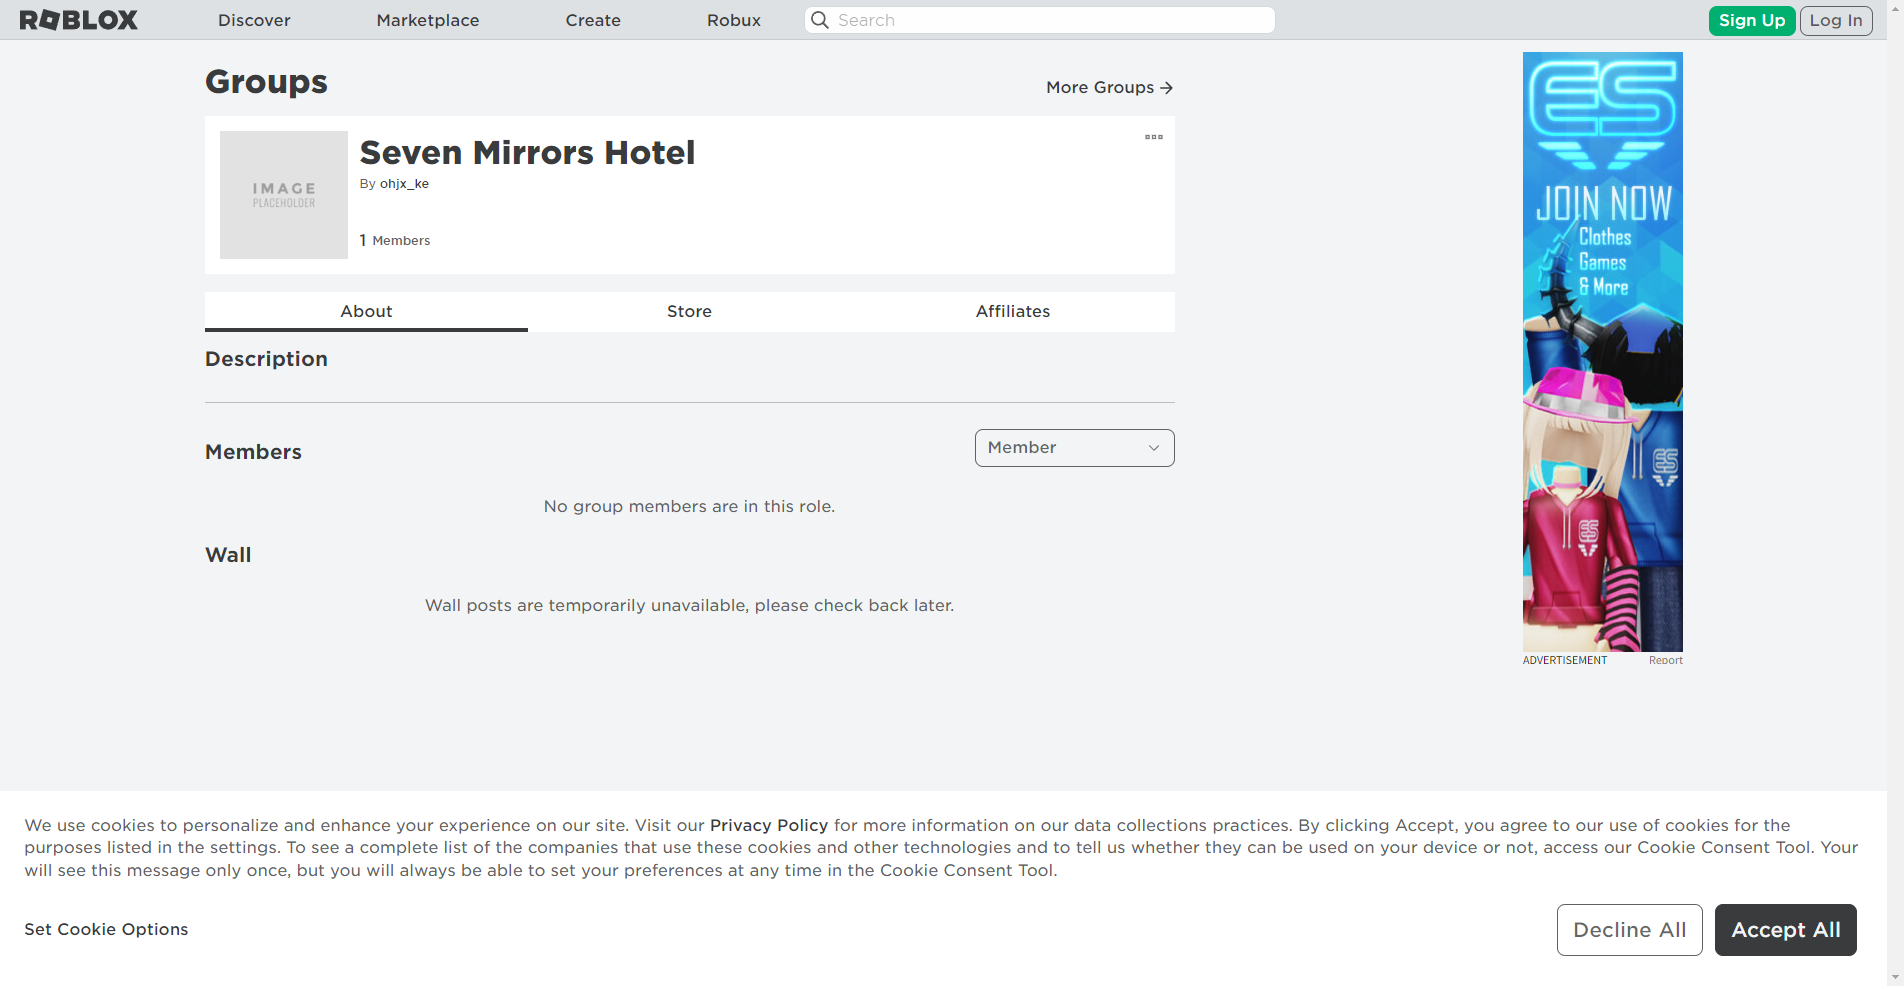 ROBLOX Discover Marketplace Create Robux Search Sign Up Log In
Groups
More Groups
IMAGE
PLACEHOLDER
Seven Mirrors Hotel
By ohjx_ke
1 Members
About Store Affiliates
Description
Members
Member
No group members are in this role.
Wall
Wall posts are temporarily unavailable, please check back later.
ES
JOIN NOW
Clothes
Games
& More
ES
ES
ADVERTISEMENT Report
We use cookies to personalize and enhance your experience on our site. Visit our Privacy Policy for more information on our data collections practices. By clicking Accept, you agree to our use of cookies for the
purposes listed in the settings. To see a complete list of the companies that use these cookies and other technologies and to tell us whether they can be used on your device or not, access our Cookie Consent Tool. Your
will see this message only once, but you will always be able to set your preferences at any time in the Cookie Consent Tool.
Set Cookie Options
Decline All
Accept All